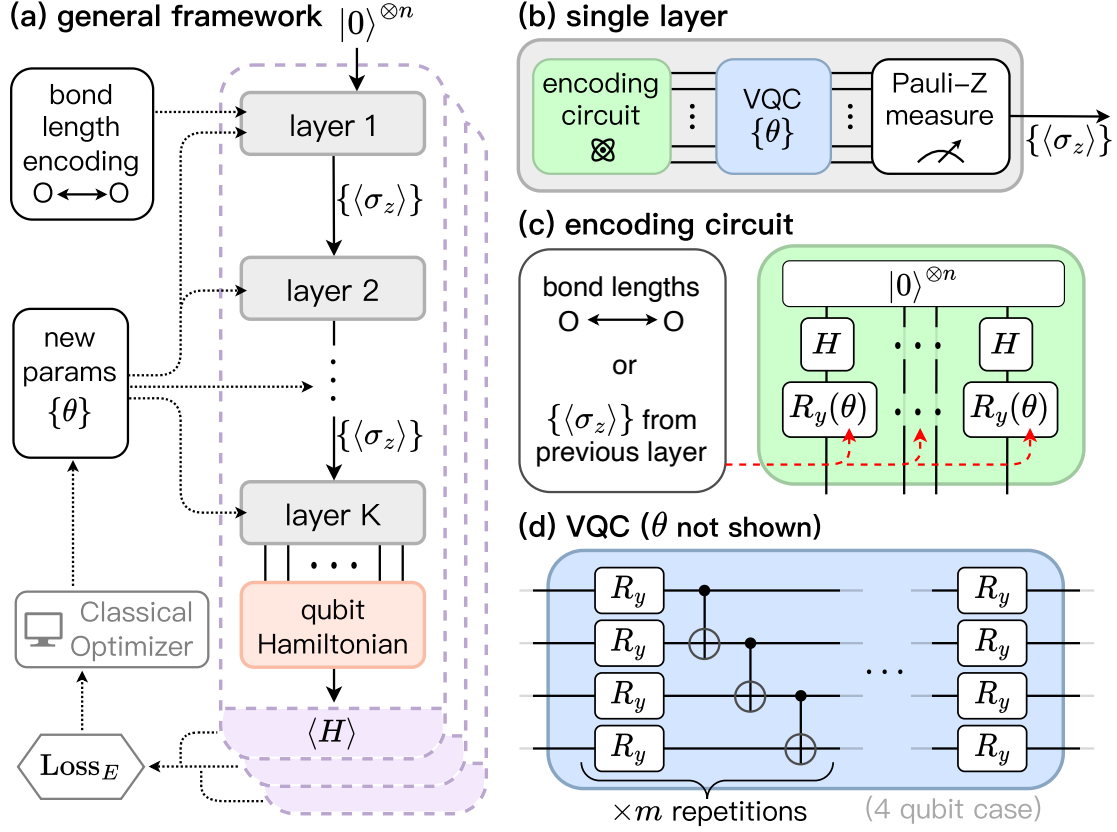 (a) general framework
|0⟩^{⊗n}
bond
length
encoding
O ↔ O
layer 1
{⟨σ_z⟩}
layer 2
new
params
{θ}
{⟨σ_z⟩}
layer K
qubit
Hamiltonian
Classical
Optimizer
⟨H⟩
Loss_E
(b) single layer
encoding
circuit
VQC
{θ}
Pauli–Z
measure
{⟨σ_z⟩}
(c) encoding circuit
bond lengths
O ↔ O
or
{⟨σ_z⟩} from
previous layer
|0⟩^{⊗n}
H ··· H
R_y(θ) ··· R_y(θ)
(d) VQC (θ not shown)
R_y R_y
R_y R_y
R_y R_y
R_y R_y
×m repetitions
(4 qubit case)